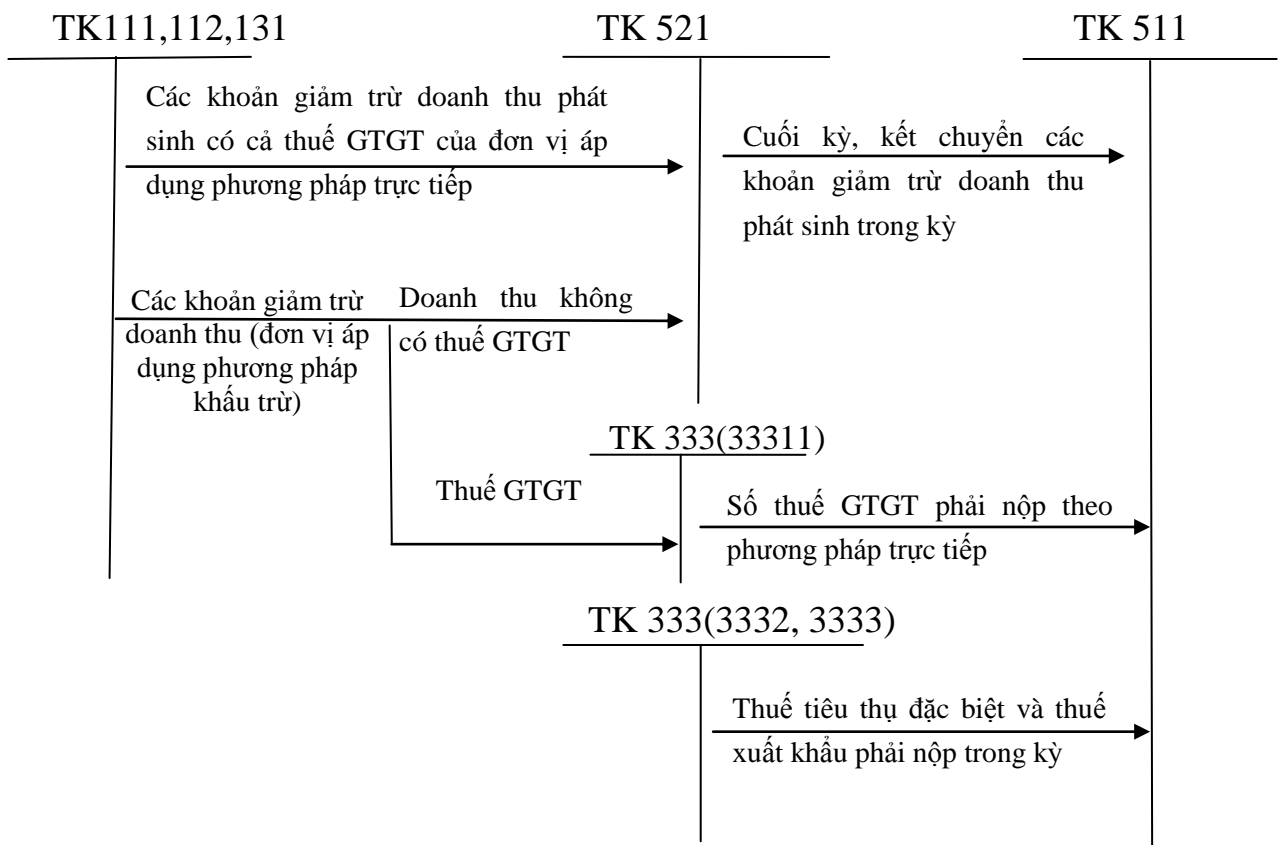 TK111,112,131
TK 521
TK 511
Các khoản giảm trừ doanh thu phát
sinh có cả thuế GTGT của đơn vị áp
dụng phương pháp trực tiếp
Cuối kỳ, kết chuyển các
khoản giảm trừ doanh thu
phát sinh trong kỳ
Các khoản giảm trừ
doanh thu (đơn vị áp
dụng phương pháp
khấu trừ)
Doanh thu không
có thuế GTGT
TK 333(33311)
Thuế GTGT
Số thuế GTGT phải nộp theo
phương pháp trực tiếp
TK 333(3332, 3333)
Thuế tiêu thụ đặc biệt và thuế
xuất khẩu phải nộp trong kỳ